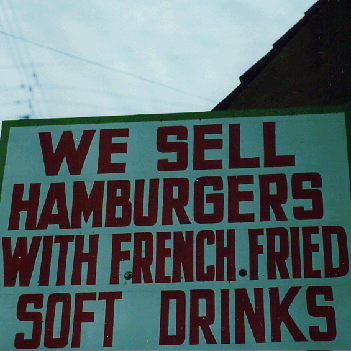 WE SELL
HAMBURGERS
WITH FRENCH FRIED
SOFT DRINKS